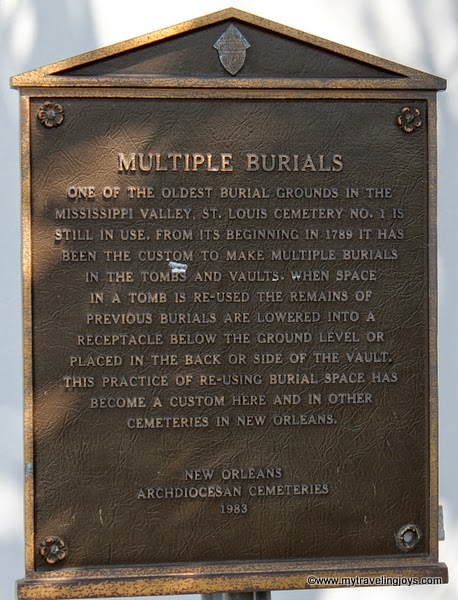 MULTIPLE BURIALS
ONE OF THE OLDEST BURIAL GROUNDS IN THE
MISSISSIPPI VALLEY, ST. LOUIS CEMETERY NO. 1 IS
STILL IN USE. FROM ITS BEGINNING IN 1789 IT HAS
BEEN THE CUSTOM TO MAKE MULTIPLE BURIALS
IN THE TOMBS AND VAULTS. WHEN SPACE
IN A TOMB IS RE-USED THE REMAINS OF
PREVIOUS BURIALS ARE LOWERED INTO A
RECEPTACLE BELOW THE GROUND LEVEL OR
PLACED IN THE BACK OR SIDE OF THE VAULT.
THIS PRACTICE OF RE-USING BURIAL SPACE HAS
BECOME A CUSTOM HERE AND IN OTHER
CEMETERIES IN NEW ORLEANS.
NEW ORLEANS
ARCHDIOCESAN CEMETERIES
1983
©www.mytravelingjoys.com